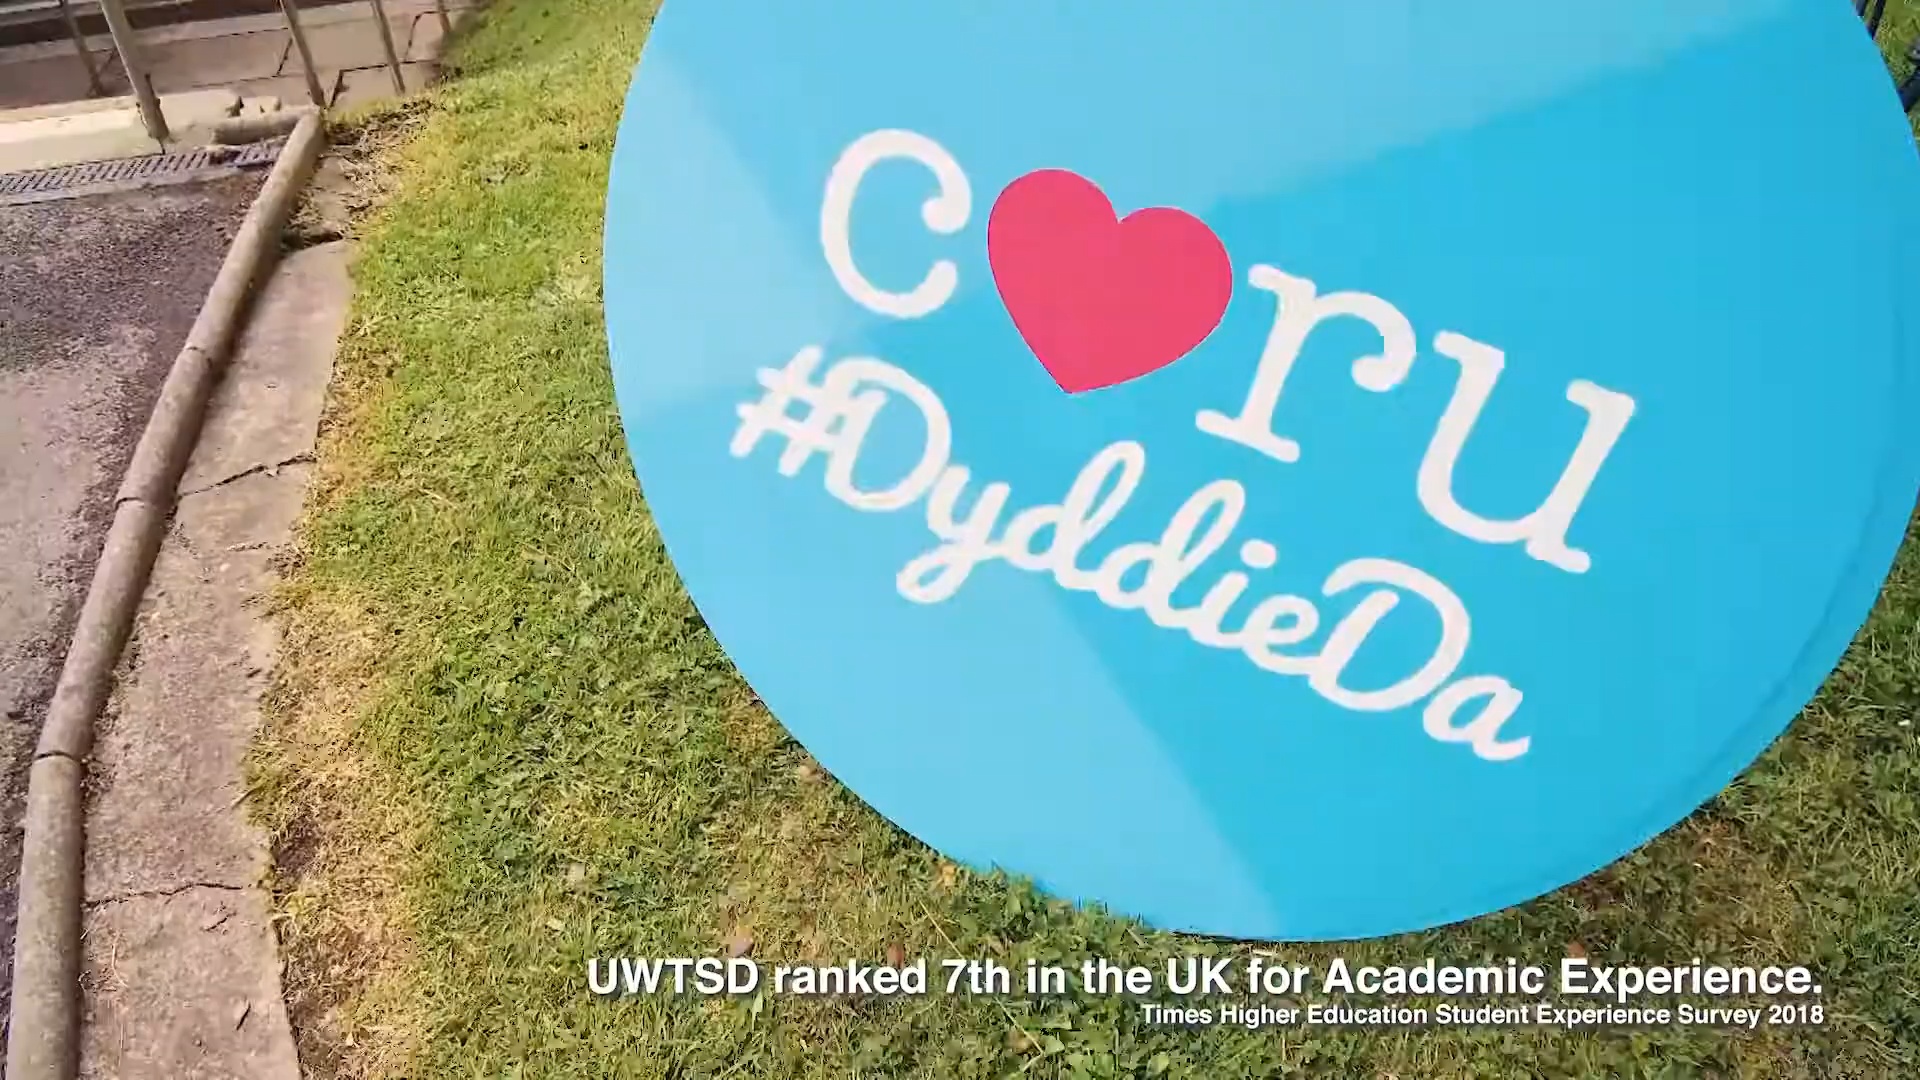 c❤ru
#DyddieDa
UWTSD ranked 7th in the UK for Academic Experience.
Times Higher Education Student Experience Survey 2018